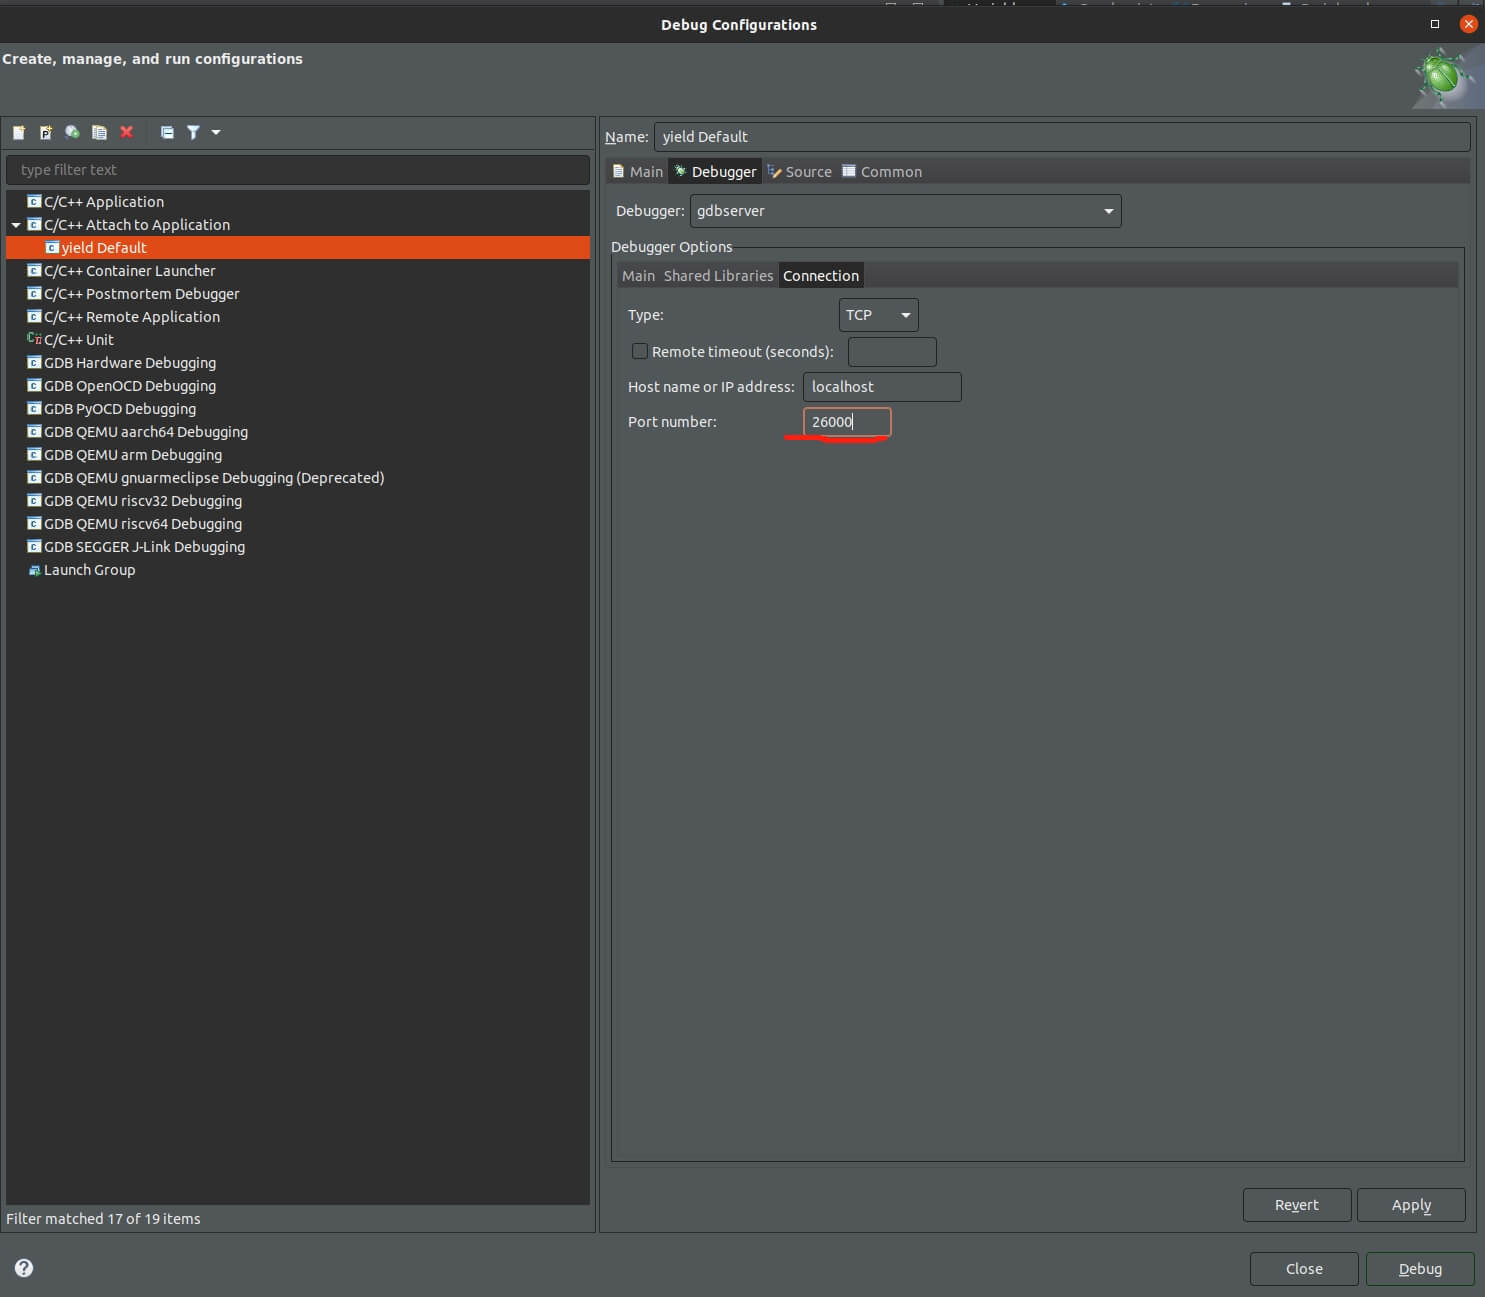 Debug Configurations
Create, manage, and run configurations
type filter text
C/C++ Application
C/C++ Attach to Application
yield Default
C/C++ Container Launcher
C/C++ Postmortem Debugger
C/C++ Remote Application
C/C++ Unit
GDB Hardware Debugging
GDB OpenOCD Debugging
GDB PyOCD Debugging
GDB QEMU aarch64 Debugging
GDB QEMU arm Debugging
GDB QEMU gnuarmeclipse Debugging (Deprecated)
GDB QEMU riscv32 Debugging
GDB QEMU riscv64 Debugging
GDB SEGGER J-Link Debugging
Launch Group
Filter matched 17 of 19 items
Name: yield Default
Main Debugger Source Common
Debugger: gdbserver
Debugger Options
Main Shared Libraries Connection
Type: TCP
Remote timeout (seconds):
Host name or IP address: localhost
Port number: 26000
Revert Apply
Close Debug